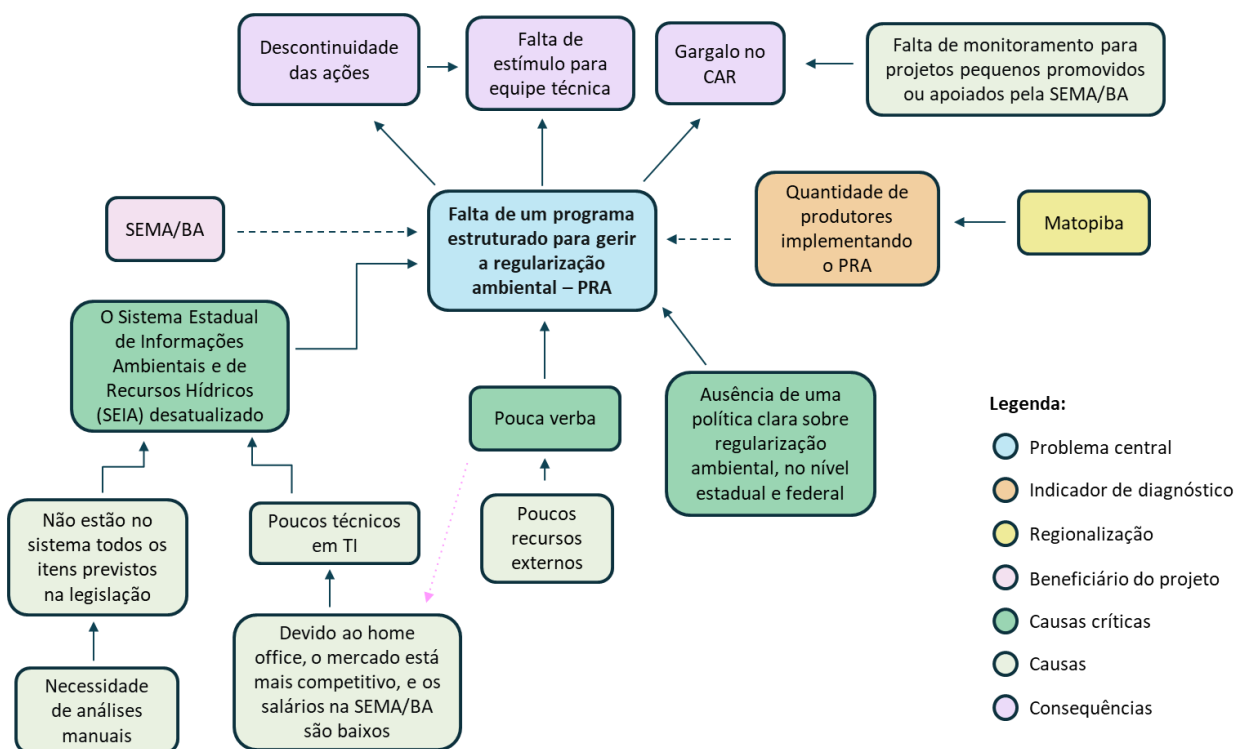 Descontinuidade
das ações
Falta de
estímulo para
equipe técnica
Gargalo no
CAR
Falta de monitoramento para
projetos pequenos promovidos
ou apoiados pela SEMA/BA
SEMA/BA
Falta de um programa
estruturado para gerir
a regularização
ambiental – PRA
Quantidade de
produtores
implementando
o PRA
Matopiba
O Sistema Estadual
de Informações
Ambientais e de
Recursos Hídricos
(SEIA) desatualizado
Pouca verba
Ausência de uma
política clara sobre
regularização
ambiental, no nível
estadual e federal
Não estão no
sistema todos os
itens previstos
na legislação
Poucos técnicos
em TI
Poucos
recursos
externos
Necessidade
de análises
manuais
Devido ao home
office, o mercado está
mais competitivo, e os
salários na SEMA/BA
são baixos
Legenda:
Problema central
Indicador de diagnóstico
Regionalização
Beneficiário do projeto
Causas críticas
Causas
Consequências